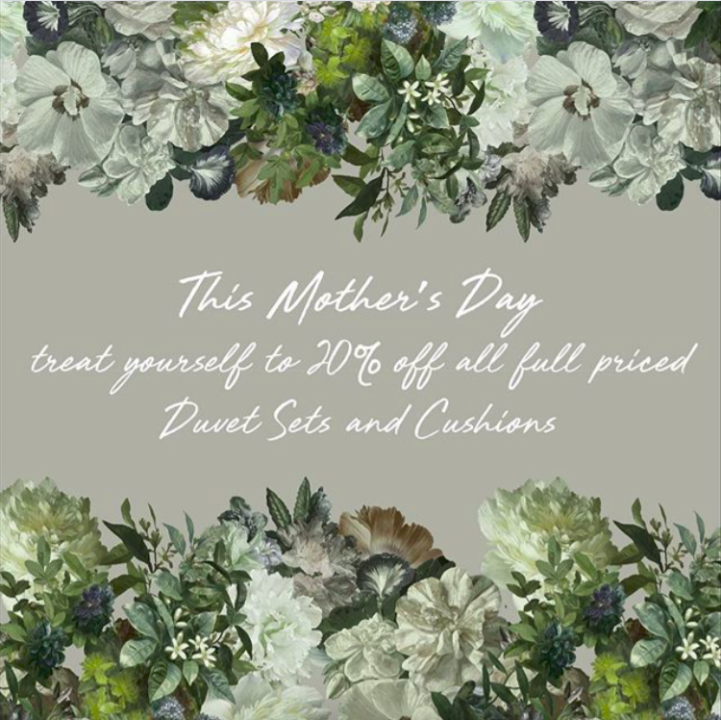 This Mother's Day
treat yourself to 20% off all full priced
Duvet Sets and Cushions